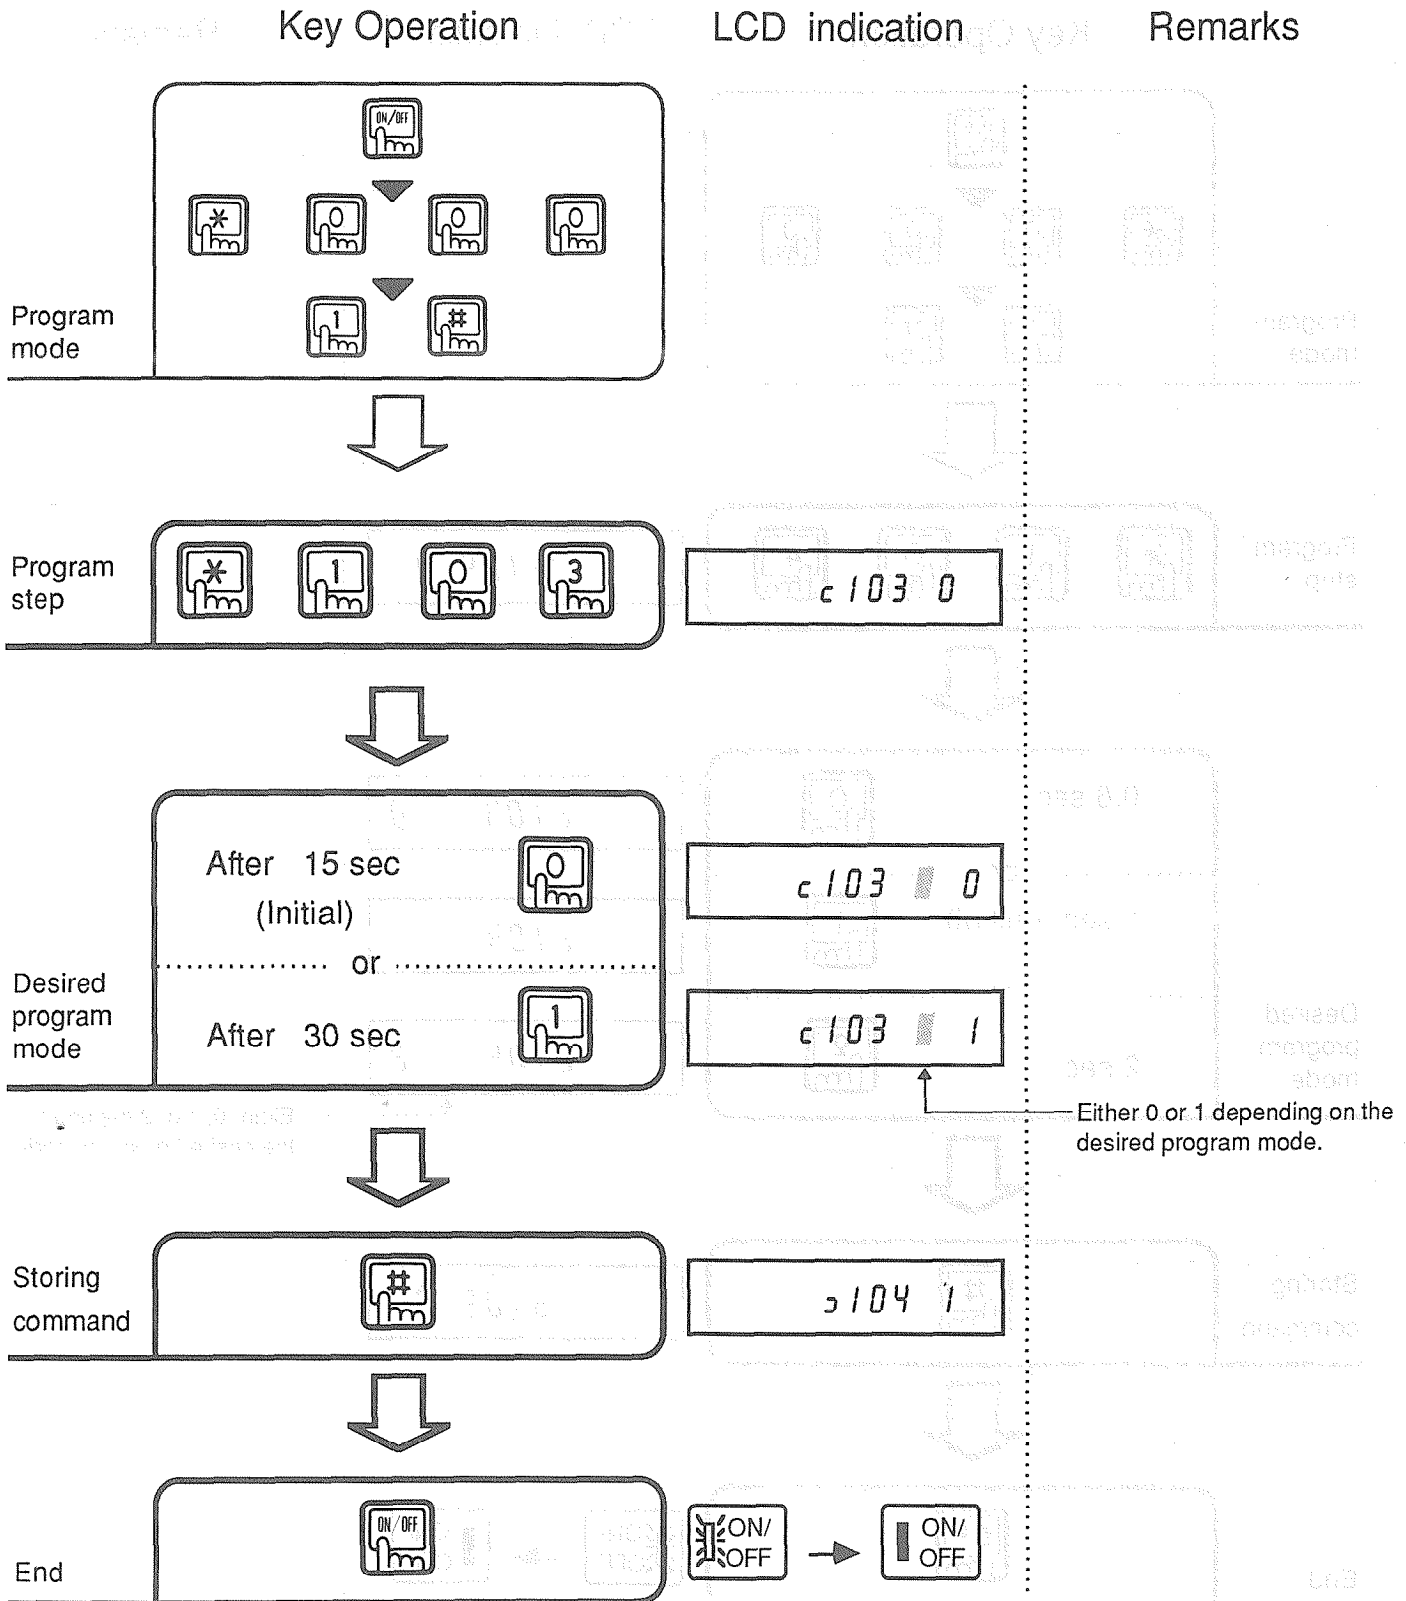 Key Operation LCD indication Remarks
ON/OFF
* 0 0 0
1 #
Program
mode
Program
step
* 1 0 3
c103 0
After 15 sec
(Initial)
0
c103 0
or
Desired
program
mode
After 30 sec
1
c103 1
Either 0 or 1 depending on the
desired program mode.
Storing
command
#
ɔ104 1
End
ON/OFF
ON/
OFF
ON/
OFF